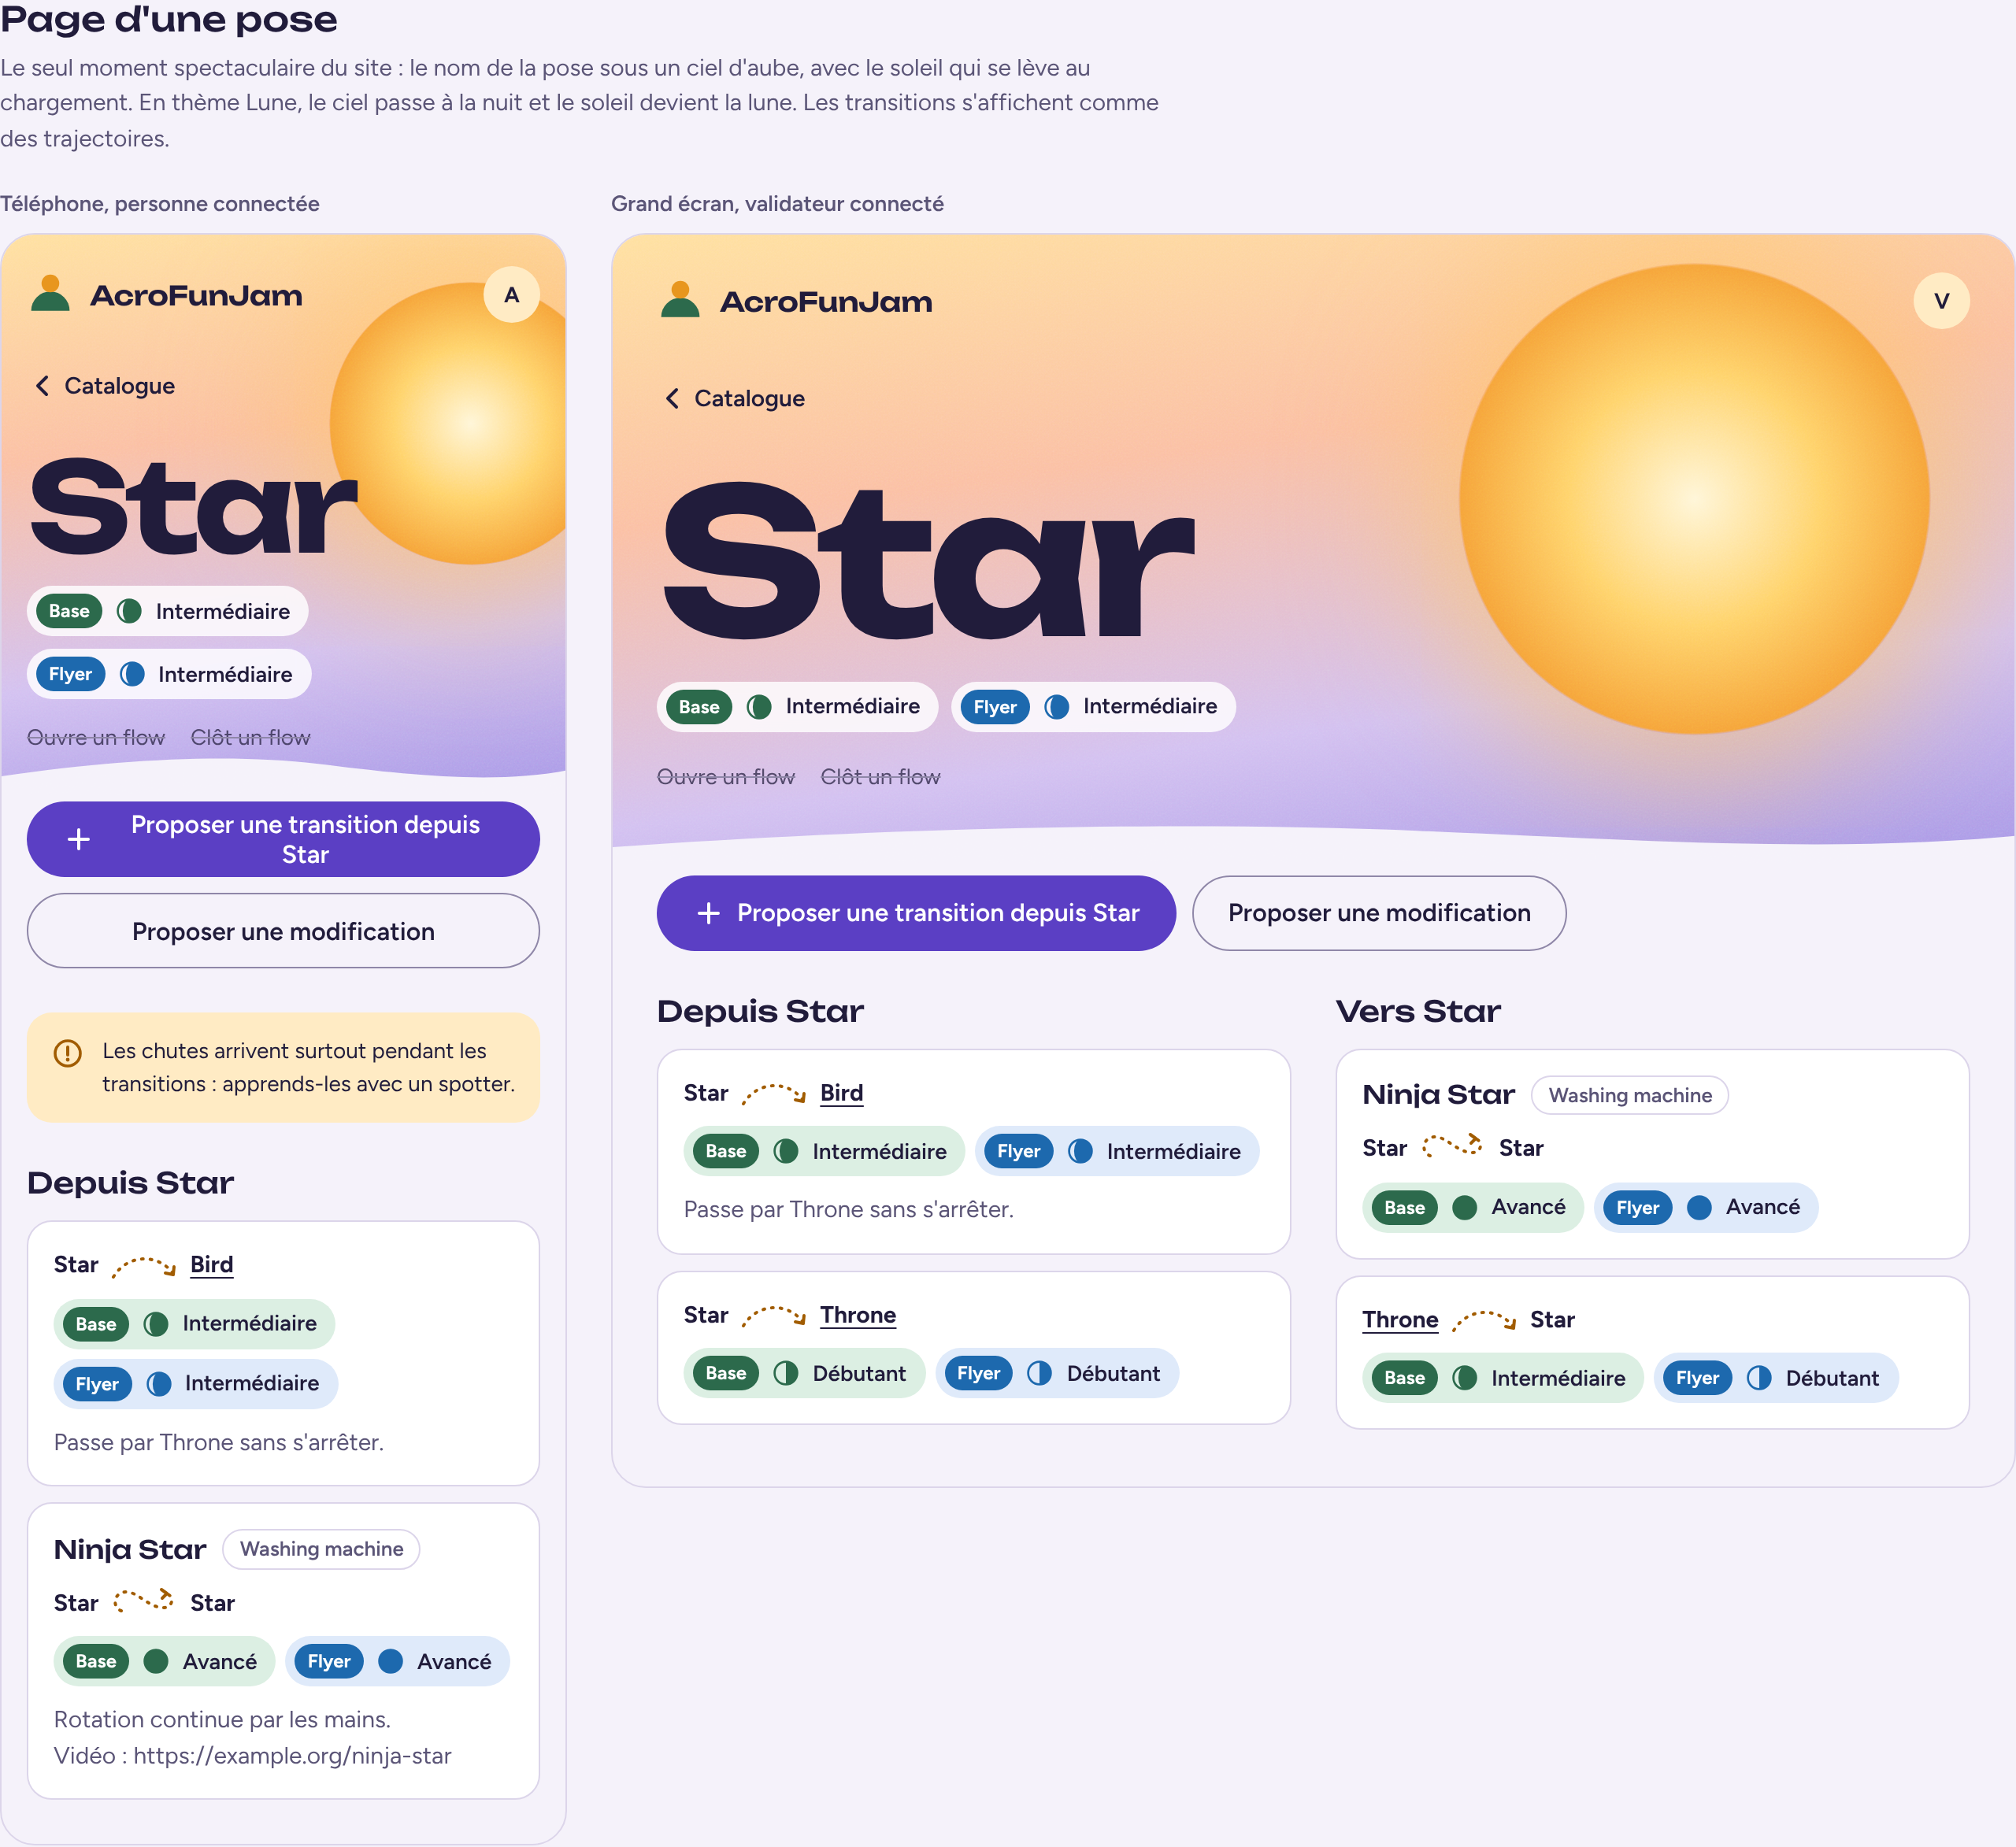 Page d'une pose
Le seul moment spectaculaire du site : le nom de la pose sous un ciel d'aube, avec le soleil qui se lève au
chargement. En thème Lune, le ciel passe à la nuit et le soleil devient la lune. Les transitions s'affichent comme
des trajectoires.
Téléphone, personne connectée
AcroFunJam
A
Catalogue
Star
Base Intermédiaire
Flyer Intermédiaire
Ouvre un flow Clôt un flow
Proposer une transition depuis
Star
Proposer une modification
Les chutes arrivent surtout pendant les
transitions : apprends-les avec un spotter.
Depuis Star
Star Bird
Base Intermédiaire
Flyer Intermédiaire
Passe par Throne sans s'arrêter.
Ninja Star Washing machine
Star Star
Base Avancé Flyer Avancé
Rotation continue par les mains.
Vidéo : https://example.org/ninja-star
Grand écran, validateur connecté
AcroFunJam
V
Catalogue
Star
Base Intermédiaire Flyer Intermédiaire
Ouvre un flow Clôt un flow
Proposer une transition depuis Star Proposer une modification
Depuis Star
Star Bird
Base Intermédiaire Flyer Intermédiaire
Passe par Throne sans s'arrêter.
Star Throne
Base Débutant Flyer Débutant
Vers Star
Ninja Star Washing machine
Star Star
Base Avancé Flyer Avancé
Throne Star
Base Intermédiaire Flyer Débutant